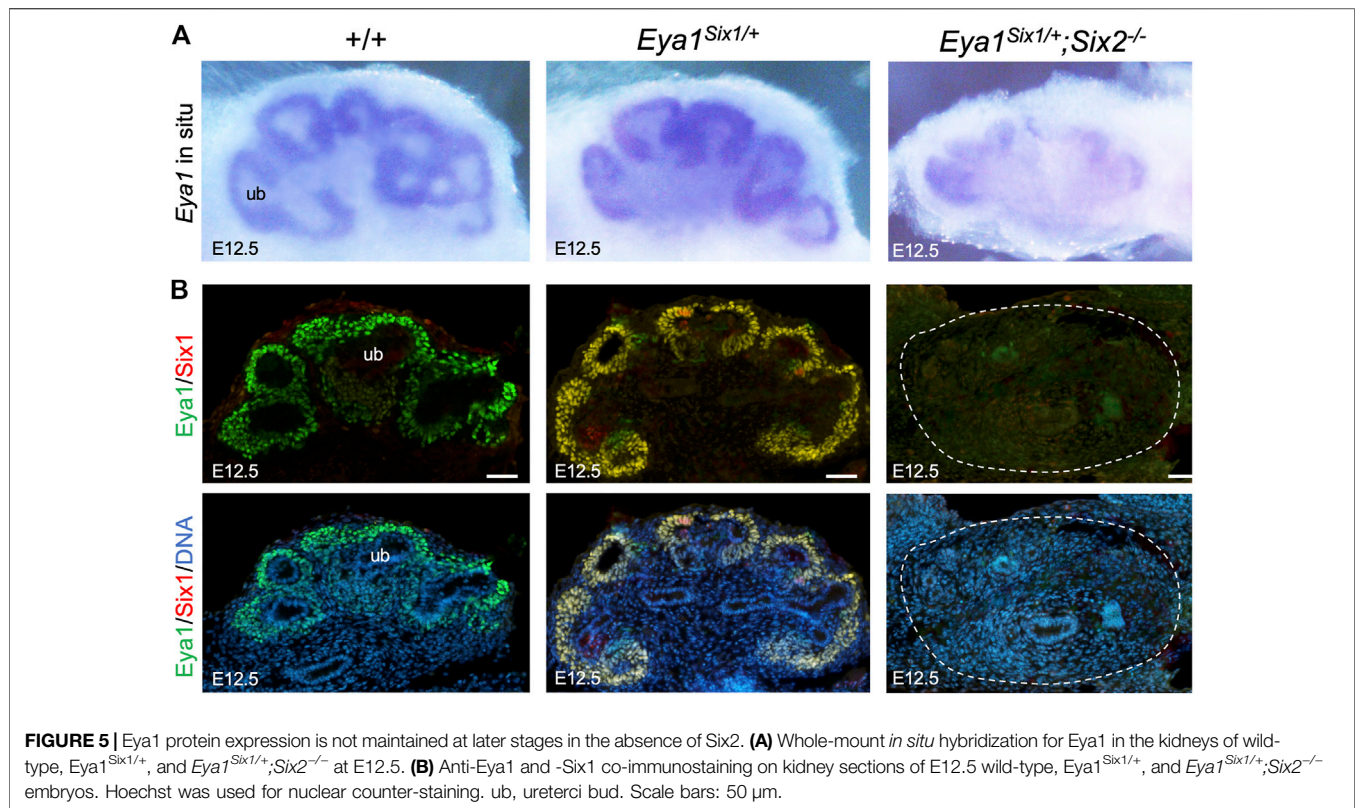 A
+/+
Eya1Six1/+
Eya1Six1/+;Six2-/-
Eya1 in situ
ub
E12.5
E12.5
E12.5
B
Eya1/Six1
ub
E12.5
E12.5
E12.5
Eya1/Six1/DNA
ub
E12.5
E12.5
E12.5
FIGURE 5 | Eya1 protein expression is not maintained at later stages in the absence of Six2. (A) Whole-mount in situ hybridization for Eya1 in the kidneys of wild-
type, Eya1Six1/+, and Eya1Six1/+;Six2−/− at E12.5. (B) Anti-Eya1 and -Six1 co-immunostaining on kidney sections of E12.5 wild-type, Eya1Six1/+, and Eya1Six1/+;Six2−/−
embryos. Hoechst was used for nuclear counter-staining. ub, ureterci bud. Scale bars: 50 μm.